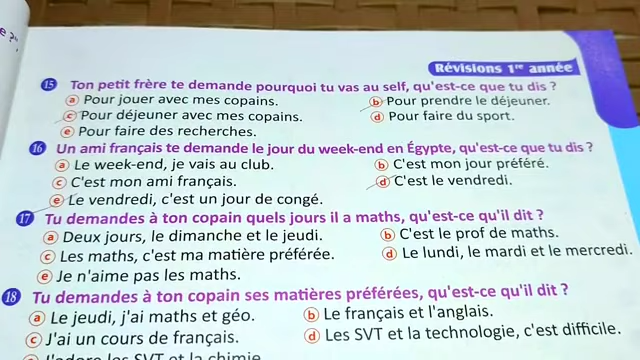 e ?",
Révisions 1re année
15 Ton petit frère te demande pourquoi tu vas au self, qu'est-ce que tu dis ?
a Pour jouer avec mes copains. b Pour prendre le déjeuner.
c Pour déjeuner avec mes copains. d Pour faire du sport.
e Pour faire des recherches.
16 Un ami français te demande le jour du week-end en Égypte, qu'est-ce que tu dis ?
a Le week-end, je vais au club. b C'est mon jour préféré.
c C'est mon ami français. d C'est le vendredi.
e Le vendredi, c'est un jour de congé.
17 Tu demandes à ton copain quels jours il a maths, qu'est-ce qu'il dit ?
a Deux jours, le dimanche et le jeudi. b C'est le prof de maths.
c Les maths, c'est ma matière préférée. d Le lundi, le mardi et le mercredi.
e Je n'aime pas les maths.
18 Tu demandes à ton copain ses matières préférées, qu'est-ce qu'il dit ?
a Le jeudi, j'ai maths et géo. b Le français et l'anglais.
c J'ai un cours de français. d Les SVT et la technologie, c'est difficile.
J'adore les SVT et la chimie